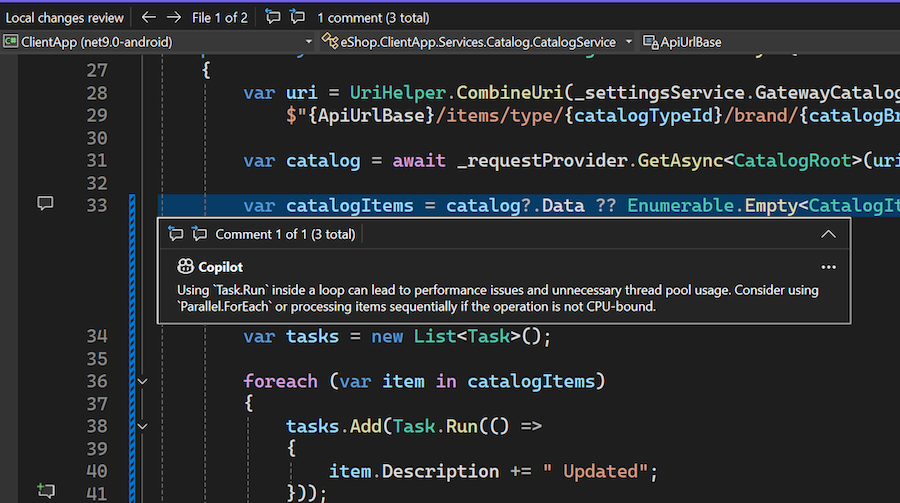 Local changes review File 1 of 2 1 comment (3 total)
ClientApp (net9.0-android) eShop.ClientApp.Services.Catalog.CatalogService ApiUrlBase
27 {
28 var uri = UriHelper.CombineUri(_settingsService.GatewayCatalog
29 $"{ApiUrlBase}/items/type/{catalogTypeId}/brand/{catalogBr
30
31 var catalog = await _requestProvider.GetAsync<CatalogRoot>(uri
32
33 var catalogItems = catalog?.Data ?? Enumerable.Empty<CatalogIt
Comment 1 of 1 (3 total)
Copilot
Using `Task.Run` inside a loop can lead to performance issues and unnecessary thread pool usage. Consider using
`Parallel.ForEach` or processing items sequentially if the operation is not CPU-bound.
34 var tasks = new List<Task>();
35
36 foreach (var item in catalogItems)
37 {
38 tasks.Add(Task.Run(() =>
39 {
40 item.Description += " Updated";
41 }));